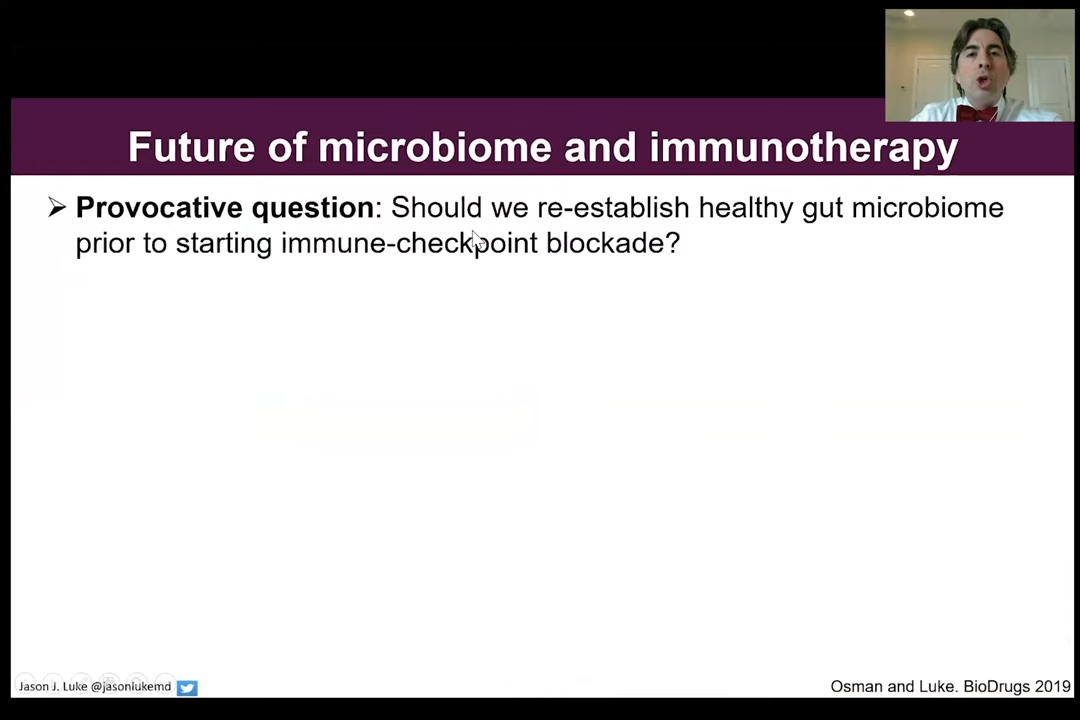 Future of microbiome and immunotherapy
➢ Provocative question: Should we re-establish healthy gut microbiome
prior to starting immune-checkpoint blockade?
Jason J. Luke @jasonlukemd
Osman and Luke. BioDrugs 2019